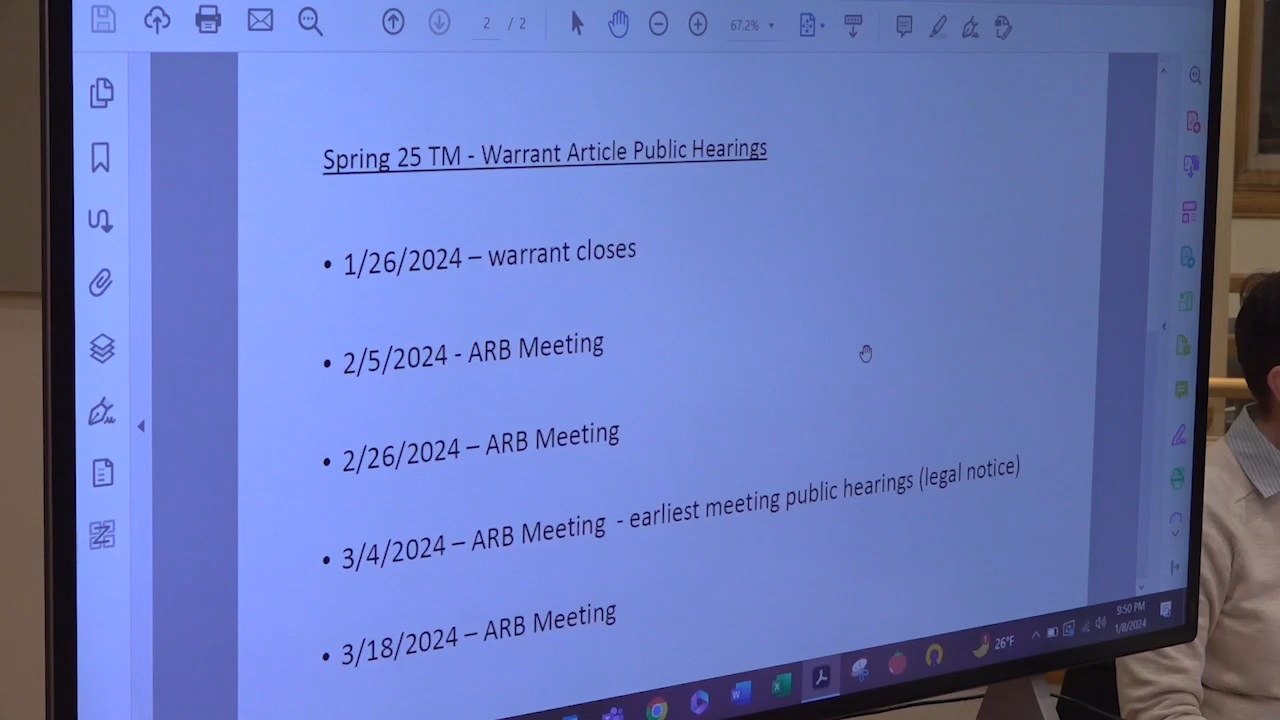 2 / 2
67.2%
Spring 25 TM - Warrant Article Public Hearings
• 1/26/2024 – warrant closes
• 2/5/2024 - ARB Meeting
• 2/26/2024 – ARB Meeting
• 3/4/2024 – ARB Meeting - earliest meeting public hearings (legal notice)
• 3/18/2024 – ARB Meeting
26°F
9:50 PM
1/8/2024